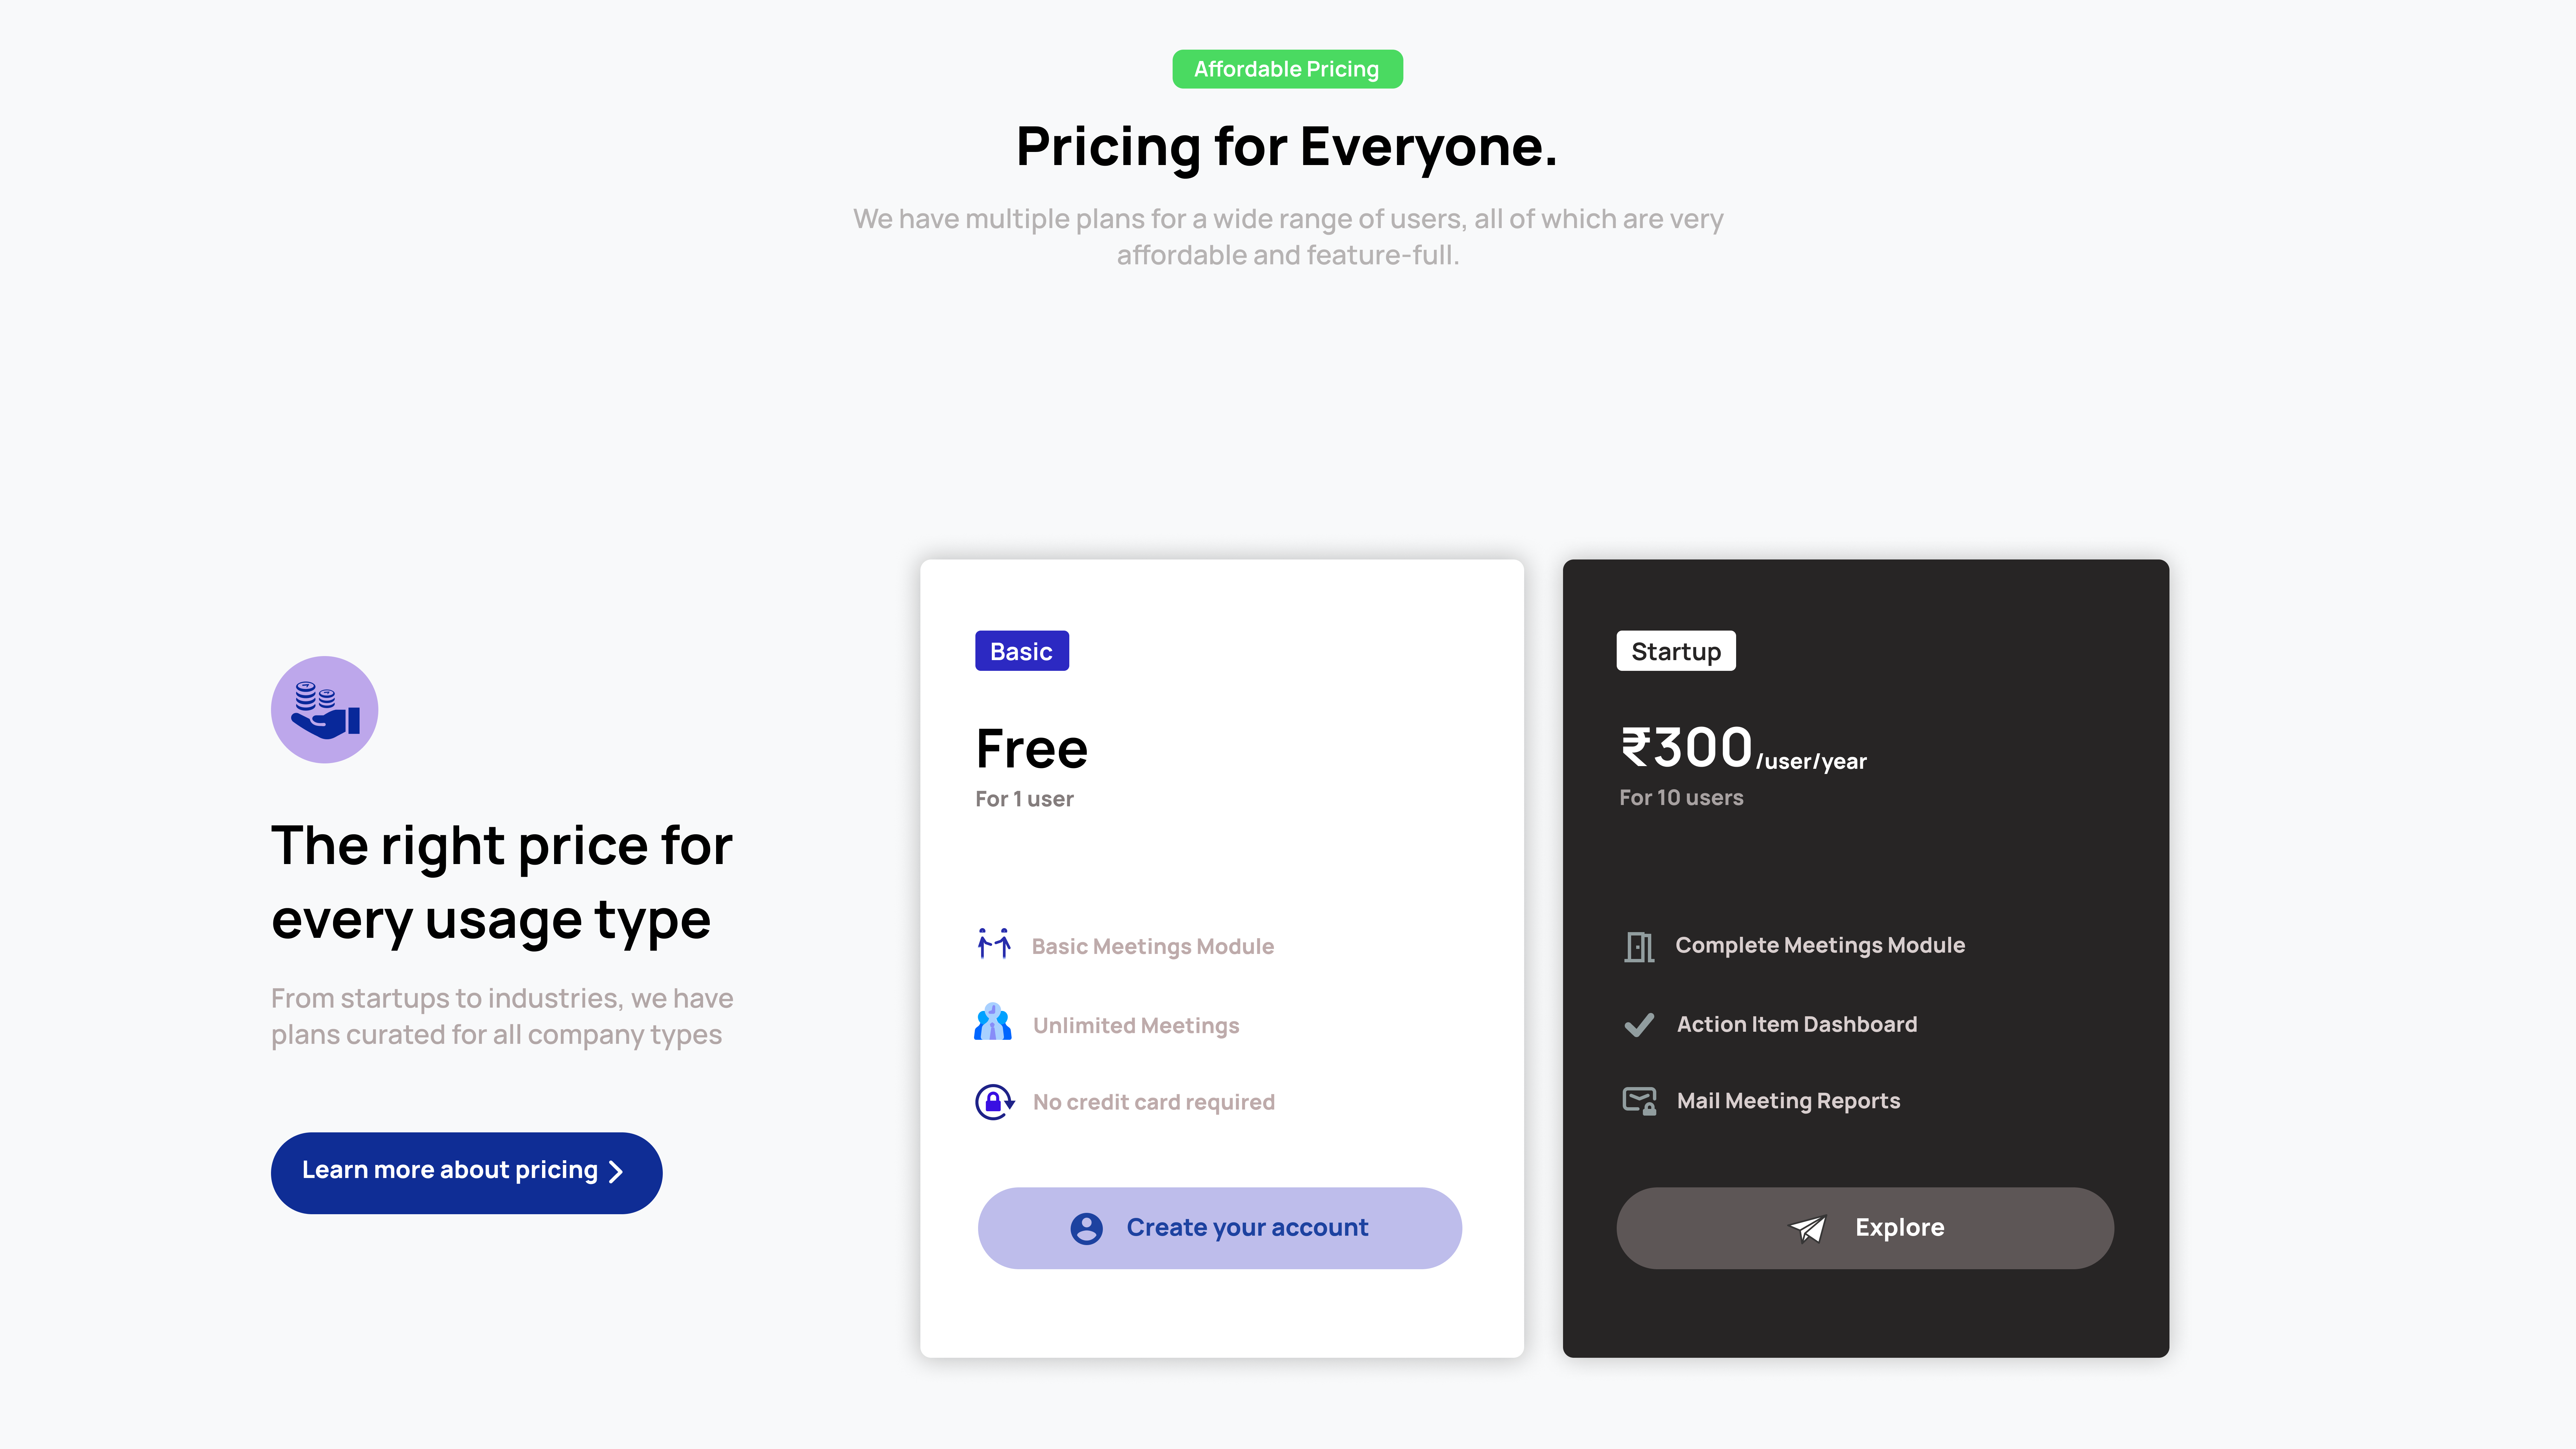 Affordable Pricing
Pricing for Everyone.
We have multiple plans for a wide range of users, all of which are very
affordable and feature-full.
The right price for
every usage type
From startups to industries, we have
plans curated for all company types
Learn more about pricing
Basic
Free
For 1 user
Basic Meetings Module
Unlimited Meetings
No credit card required
Create your account
Startup
₹300/user/year
For 10 users
Complete Meetings Module
Action Item Dashboard
Mail Meeting Reports
Explore